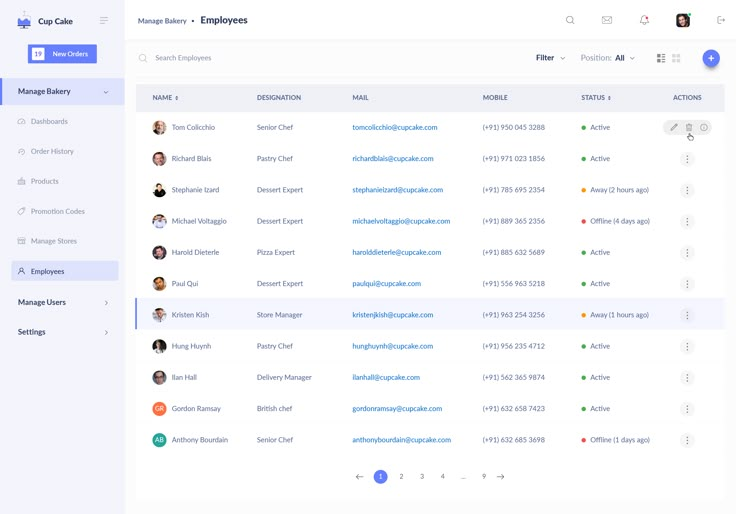 Cup Cake
19 New Orders
Manage Bakery
Dashboards
Order History
Products
Promotion Codes
Manage Stores
Employees
Manage Users
Settings
Manage Bakery • Employees
Search Employees
Filter
Position: All
+
NAME DESIGNATION MAIL MOBILE STATUS ACTIONS
Tom Colicchio Senior Chef tomcolicchio@cupcake.com (+91) 950 045 3288 Active
Richard Blais Pastry Chef richardblais@cupcake.com (+91) 971 023 1856 Active
Stephanie Izard Dessert Expert stephanieizard@cupcake.com (+91) 785 695 2354 Away (2 hours ago)
Michael Voltaggio Dessert Expert michaelvoltaggio@cupcake.com (+91) 889 365 2356 Offline (4 days ago)
Harold Dieterle Pizza Expert harolddieterle@cupcake.com (+91) 885 632 5689 Active
Paul Qui Dessert Expert paulqui@cupcake.com (+91) 556 963 5218 Active
Kristen Kish Store Manager kristenjkish@cupcake.com (+91) 963 254 3256 Away (1 hours ago)
Hung Huynh Pastry Chef hunghuynh@cupcake.com (+91) 956 235 4712 Active
Ilan Hall Delivery Manager ilanhall@cupcake.com (+91) 562 365 9874 Active
GR Gordon Ramsay British chef gordonramsay@cupcake.com (+91) 632 658 7423 Active
AB Anthony Bourdain Senior Chef anthonybourdain@cupcake.com (+91) 632 685 3698 Offline (1 days ago)
← 1 2 3 4 ... 9 →